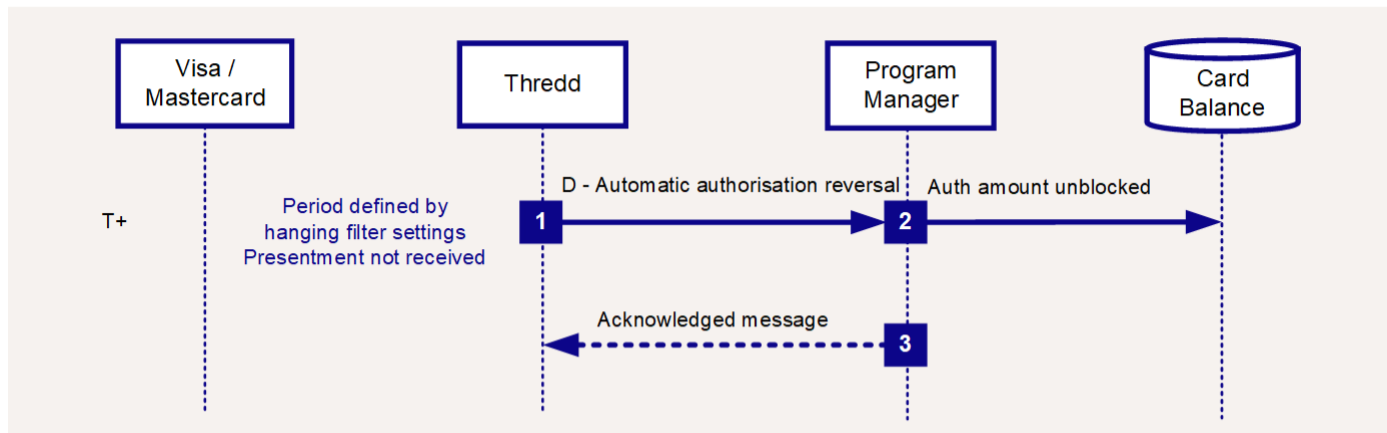 Visa /
Mastercard
Thredd
Program
Manager
Card
Balance
D - Automatic authorisation reversal
Auth amount unblocked
T+
Period defined by
hanging filter settings
Presentment not received
1
2
Acknowledged message
3